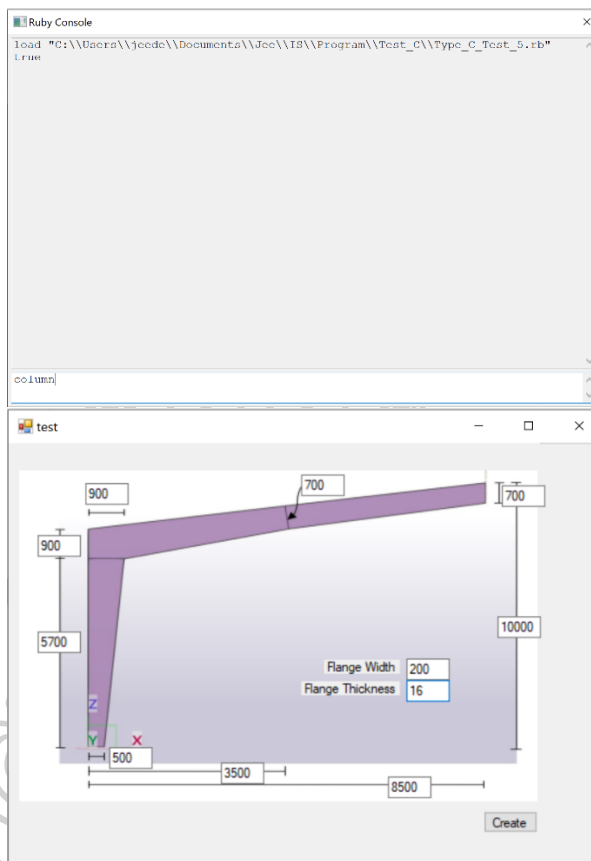 Ruby Console
load "C:\\Users\\jeede\\Documents\\Jee\\IS\\Program\\Test_C\\Type_C_Test_5.rb"
true
column
test
900
700
700
900
5700
10000
Flange Width 200
Flange Thickness 16
Z
Y X
500
3500
8500
Create